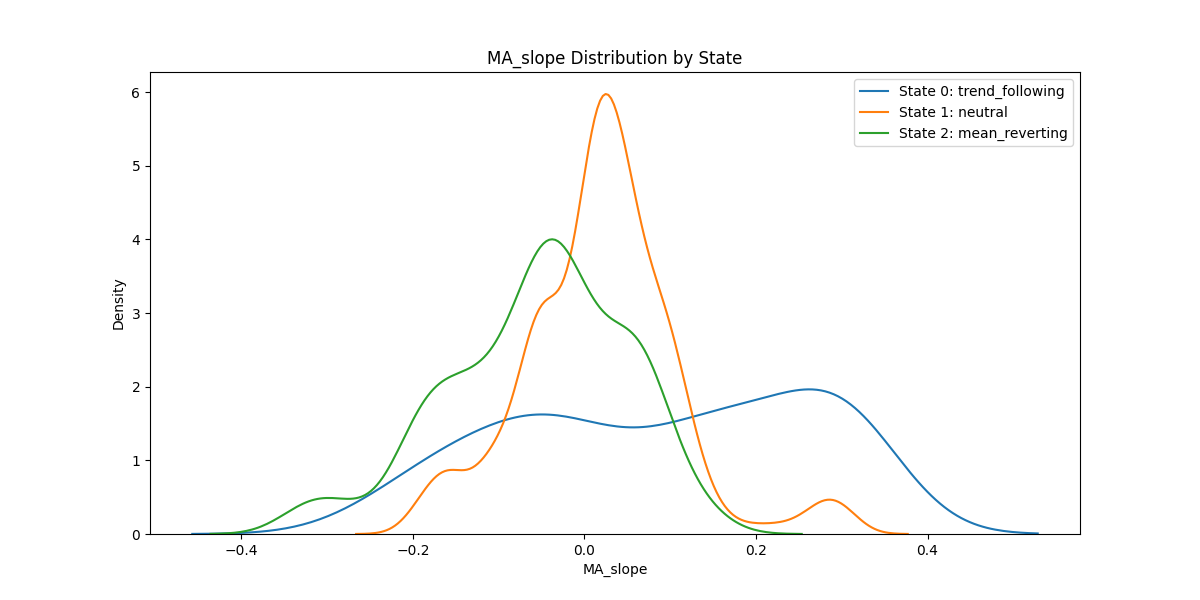 MA_slope Distribution by State
State 0: trend_following
State 1: neutral
State 2: mean_reverting
Density
6
5
4
3
2
1
0
−0.4 −0.2 0.0 0.2 0.4
MA_slope